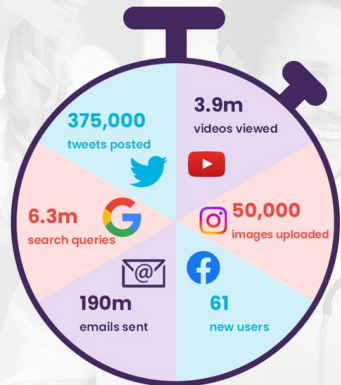 3.9m
videos viewed
375,000
tweets posted
50,000
images uploaded
6.3m
search queries
190m
emails sent
61
new users